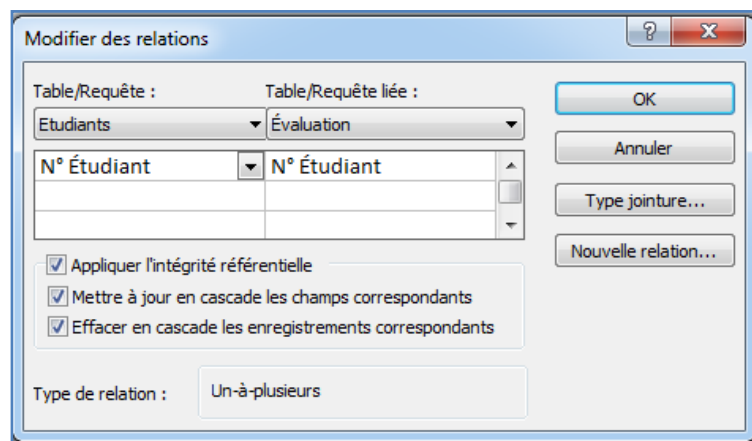 Modifier des relations
Table/Requête : Table/Requête liée :
Etudiants Évaluation
N° Étudiant N° Étudiant
OK
Annuler
Type jointure...
Nouvelle relation...
Appliquer l'intégrité référentielle
Mettre à jour en cascade les champs correspondants
Effacer en cascade les enregistrements correspondants
Type de relation : Un-à-plusieurs